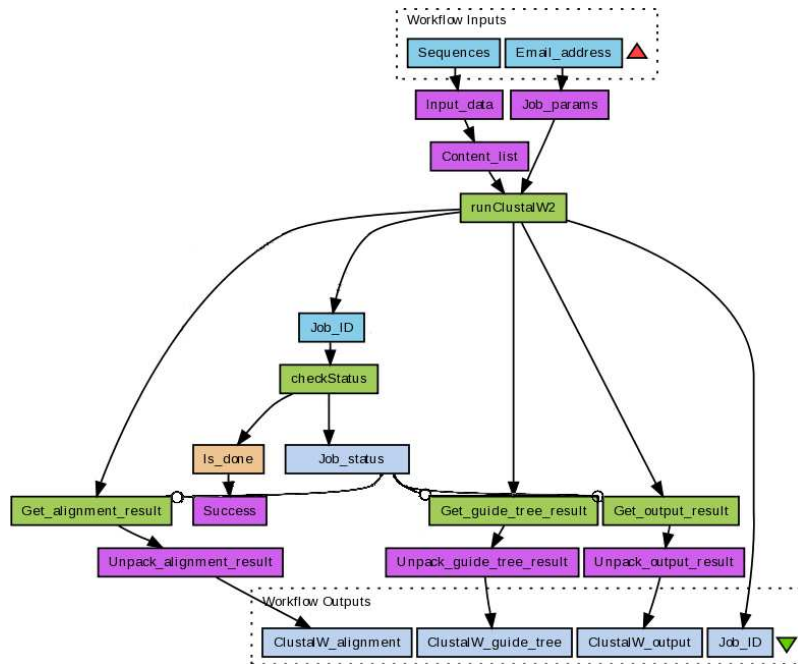 Workflow Inputs
Sequences
Email_address
Input_data
Job_params
Content_list
runClustalW2
Job_ID
checkStatus
Is_done
Job_status
Get_alignment_result
Success
Get_guide_tree_result
Get_output_result
Unpack_alignment_result
Unpack_guide_tree_result
Unpack_output_result
Workflow Outputs
ClustalW_alignment
ClustalW_guide_tree
ClustalW_output
Job_ID